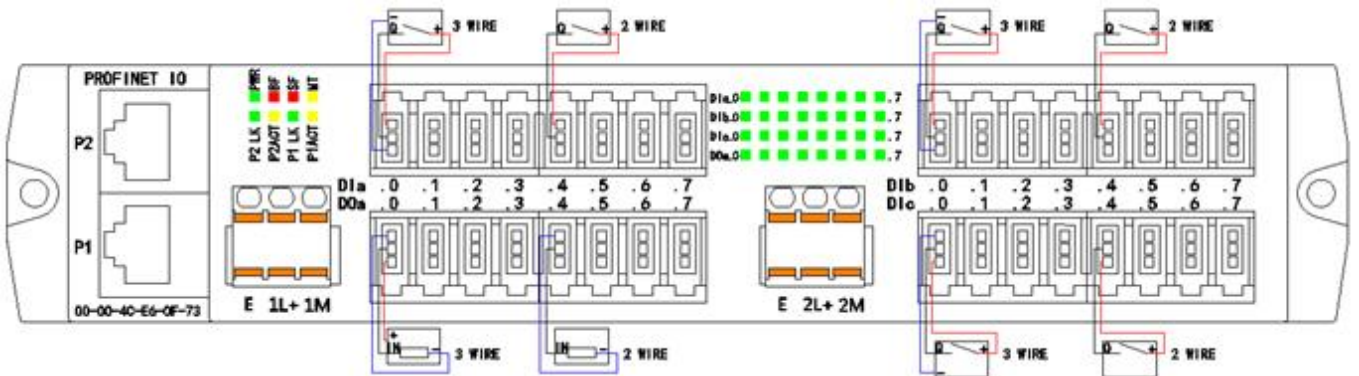 - Q + 3 WIRE
Q + 2 WIRE
- Q + 3 WIRE
Q + 2 WIRE
PROFINET IO
PWR BF SF MT
P2 LK P2ACT P1 LK P1ACT
P2
P1
00-00-4C-E6-0F-73
DIa.0 .7
DIb.0 .7
DIc.0 .7
DOa.0 .7
DIa .0 .1 .2 .3 .4 .5 .6 .7
DOa .0 .1 .2 .3 .4 .5 .6 .7
DIb .0 .1 .2 .3 .4 .5 .6 .7
DIc .0 .1 .2 .3 .4 .5 .6 .7
E 1L+ 1M
E 2L+ 2M
+ IN - 3 WIRE
IN - 2 WIRE
Q + - 3 WIRE
Q + 2 WIRE